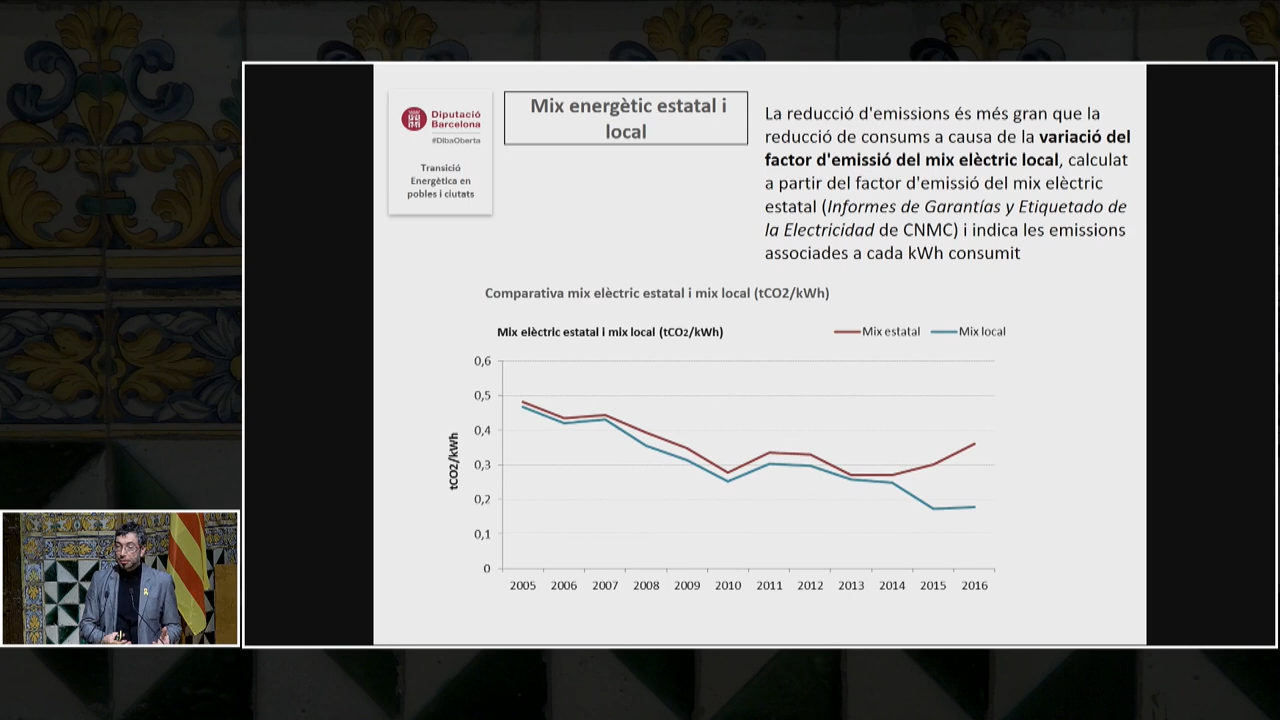 Diputació
Barcelona
#DibaOberta
Transició
Energètica en
pobles i ciutats
Mix energètic estatal i
local
La reducció d'emissions és més gran que la
reducció de consums a causa de la variació del
factor d'emissió del mix elèctric local, calculat
a partir del factor d'emissió del mix elèctric
estatal (Informes de Garantías y Etiquetado de
la Electricidad de CNMC) i indica les emissions
associades a cada kWh consumit
Comparativa mix elèctric estatal i mix local (tCO2/kWh)
Mix elèctric estatal i mix local (tCO2/kWh)
Mix estatal
Mix local
0,6
0,5
0,4
0,3
0,2
0,1
0
tCO2/kWh
2005 2006 2007 2008 2009 2010 2011 2012 2013 2014 2015 2016